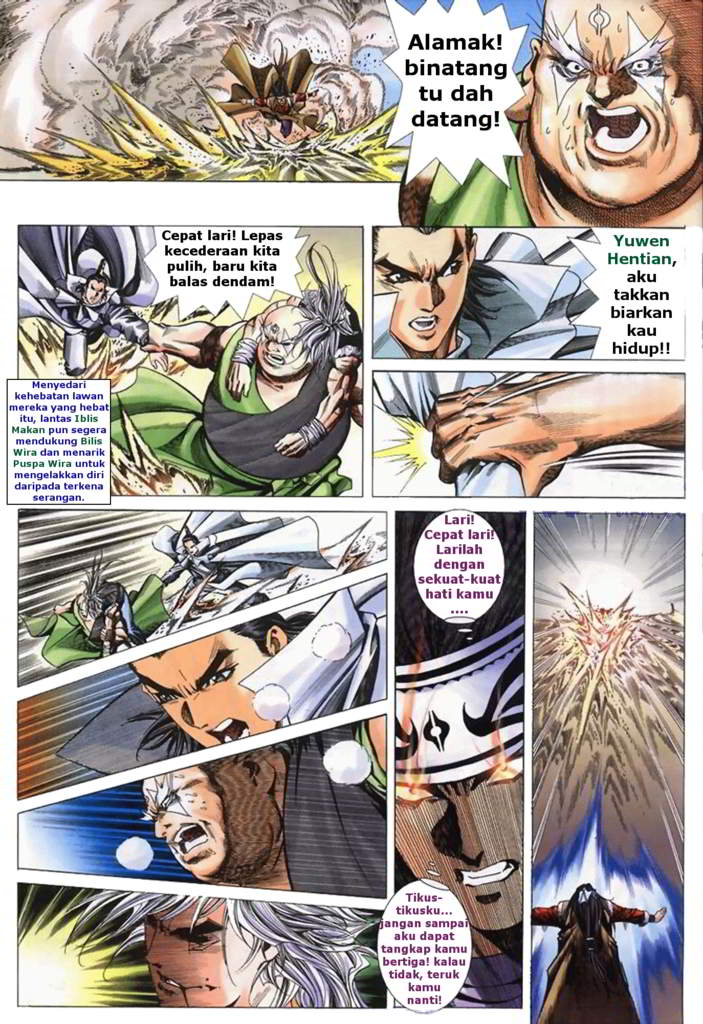 Alamak!
binatang
tu dah
datang!
Cepat lari! Lepas
kecederaan kita
pulih, baru kita
balas dendam!
Yuwen
Hentian,
aku
takkan
biarkan
kau
hidup!!
Menyedari
kehebatan lawan
mereka yang hebat
itu, lantas Iblis
Makan pun segera
mendukung Bilis
Wira dan menarik
Puspa Wira untuk
mengelakkan diri
daripada terkena
serangan.
Lari!
Cepat lari!
Larilah
dengan
sekuat-kuat
hati kamu
....
Tikus-
tikusku...
jangan sampai
aku dapat
tangkap kamu
bertiga! kalau
tidak, teruk
kamu
nanti!